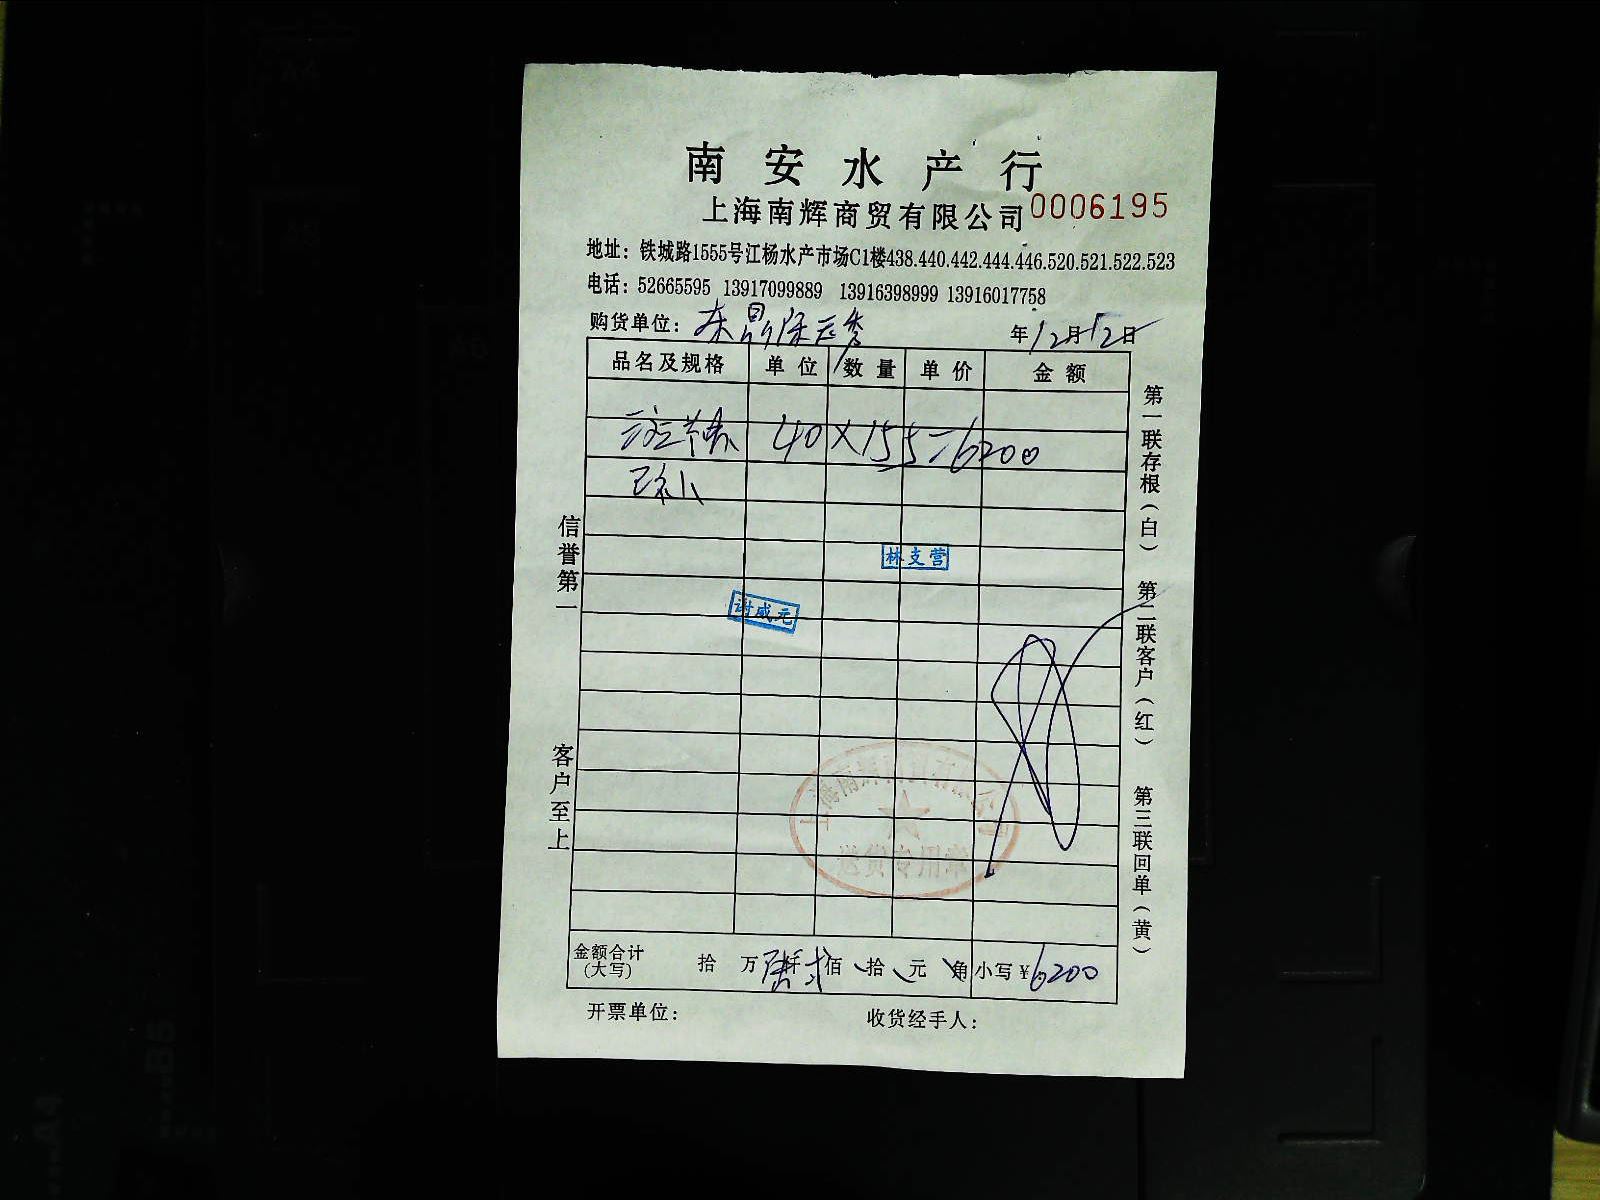 南安水产行
上海南辉商贸有限公司 0006195
地址：铁城路1555号江杨水产市场C1楼438.440.442.444.446.520.521.522.523
电话：52665595 13917099889 13916398999 13916017758
购货单位：
年12月12日
品名及规格 单位 数量 单价 金额
40×155=6200
林支营
谢威元
送货专用章
金额合计（大写） 拾 万陆仟贰佰 拾 元 角 小写￥6200
开票单位： 收货经手人：
信誉第一 客户至上
第一联存根（白） 第二联客户（红） 第三联回单（黄）